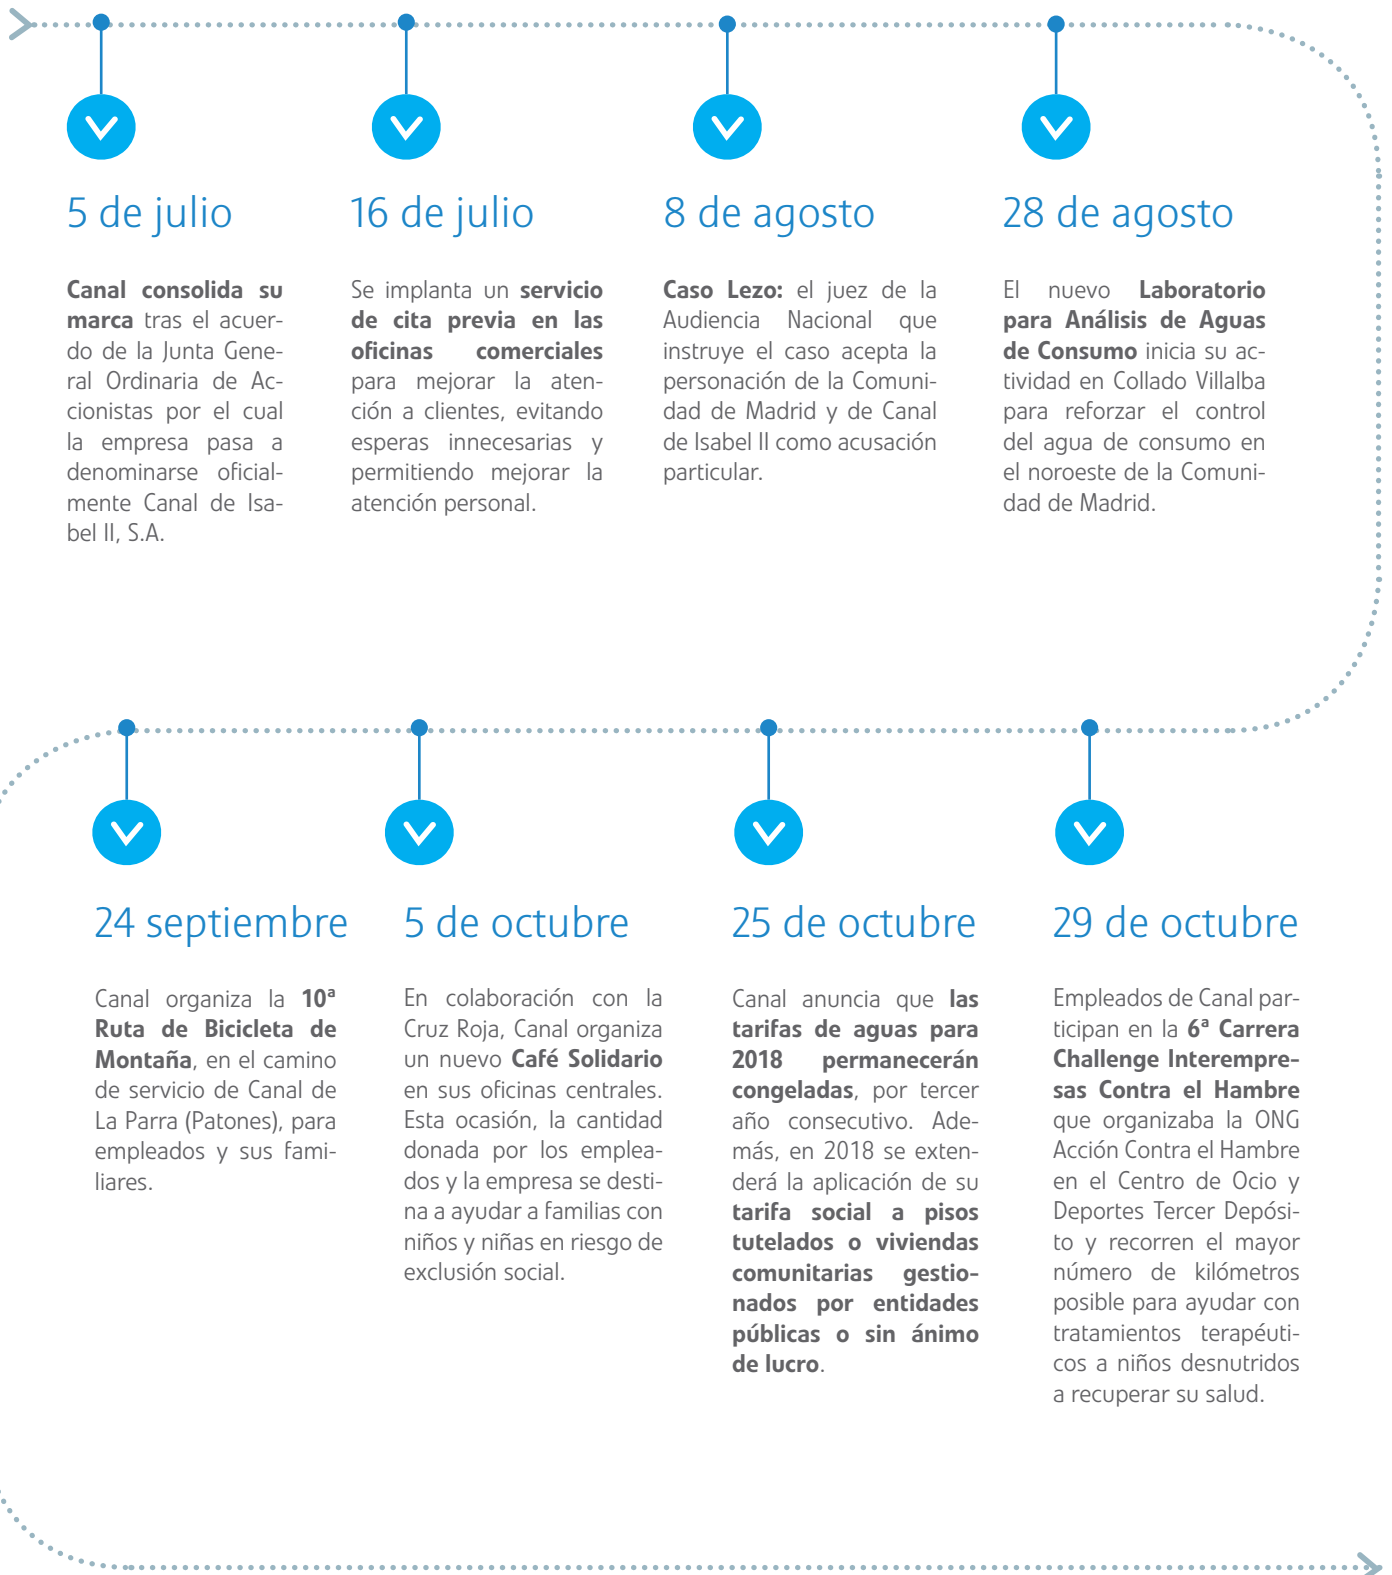 5 de julio
Canal consolida su
marca tras el acuer-
do de la Junta Gene-
ral Ordinaria de Ac-
cionistas por el cual
la empresa pasa a
denominarse oficial-
mente Canal de Isa-
bel II, S.A.
16 de julio
Se implanta un servicio
de cita previa en las
oficinas comerciales
para mejorar la aten-
ción a clientes, evitando
esperas innecesarias y
permitiendo mejorar la
atención personal.
8 de agosto
Caso Lezo: el juez de la
Audiencia Nacional que
instruye el caso acepta la
personación de la Comuni-
dad de Madrid y de Canal
de Isabel II como acusación
particular.
28 de agosto
El nuevo Laboratorio
para Análisis de Aguas
de Consumo inicia su ac-
tividad en Collado Villalba
para reforzar el control
del agua de consumo en
el noroeste de la Comuni-
dad de Madrid.
24 septiembre
Canal organiza la 10ª
Ruta de Bicicleta de
Montaña, en el camino
de servicio de Canal de
La Parra (Patones), para
empleados y sus fami-
liares.
5 de octubre
En colaboración con la
Cruz Roja, Canal organiza
un nuevo Café Solidario
en sus oficinas centrales.
Esta ocasión, la cantidad
donada por los emplea-
dos y la empresa se desti-
na a ayudar a familias con
niños y niñas en riesgo de
exclusión social.
25 de octubre
Canal anuncia que las
tarifas de aguas para
2018 permanecerán
congeladas, por tercer
año consecutivo. Ade-
más, en 2018 se exten-
derá la aplicación de su
tarifa social a pisos
tutelados o viviendas
comunitarias gestio-
nados por entidades
públicas o sin ánimo
de lucro.
29 de octubre
Empleados de Canal par-
ticipan en la 6ª Carrera
Challenge Interempre-
sas Contra el Hambre
que organizaba la ONG
Acción Contra el Hambre
en el Centro de Ocio y
Deportes Tercer Depósi-
to y recorren el mayor
número de kilómetros
posible para ayudar con
tratamientos terapéuti-
cos a niños desnutridos
a recuperar su salud.